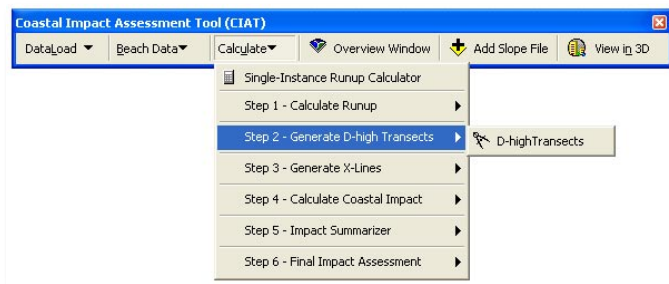 Coastal Impact Assessment Tool (CIAT)
DataLoad Beach Data Calculate Overview Window Add Slope File View in 3D
Single-Instance Runup Calculator
Step 1 - Calculate Runup
Step 2 - Generate D-high Transects D-highTransects
Step 3 - Generate X-Lines
Step 4 - Calculate Coastal Impact
Step 5 - Impact Summarizer
Step 6 - Final Impact Assessment